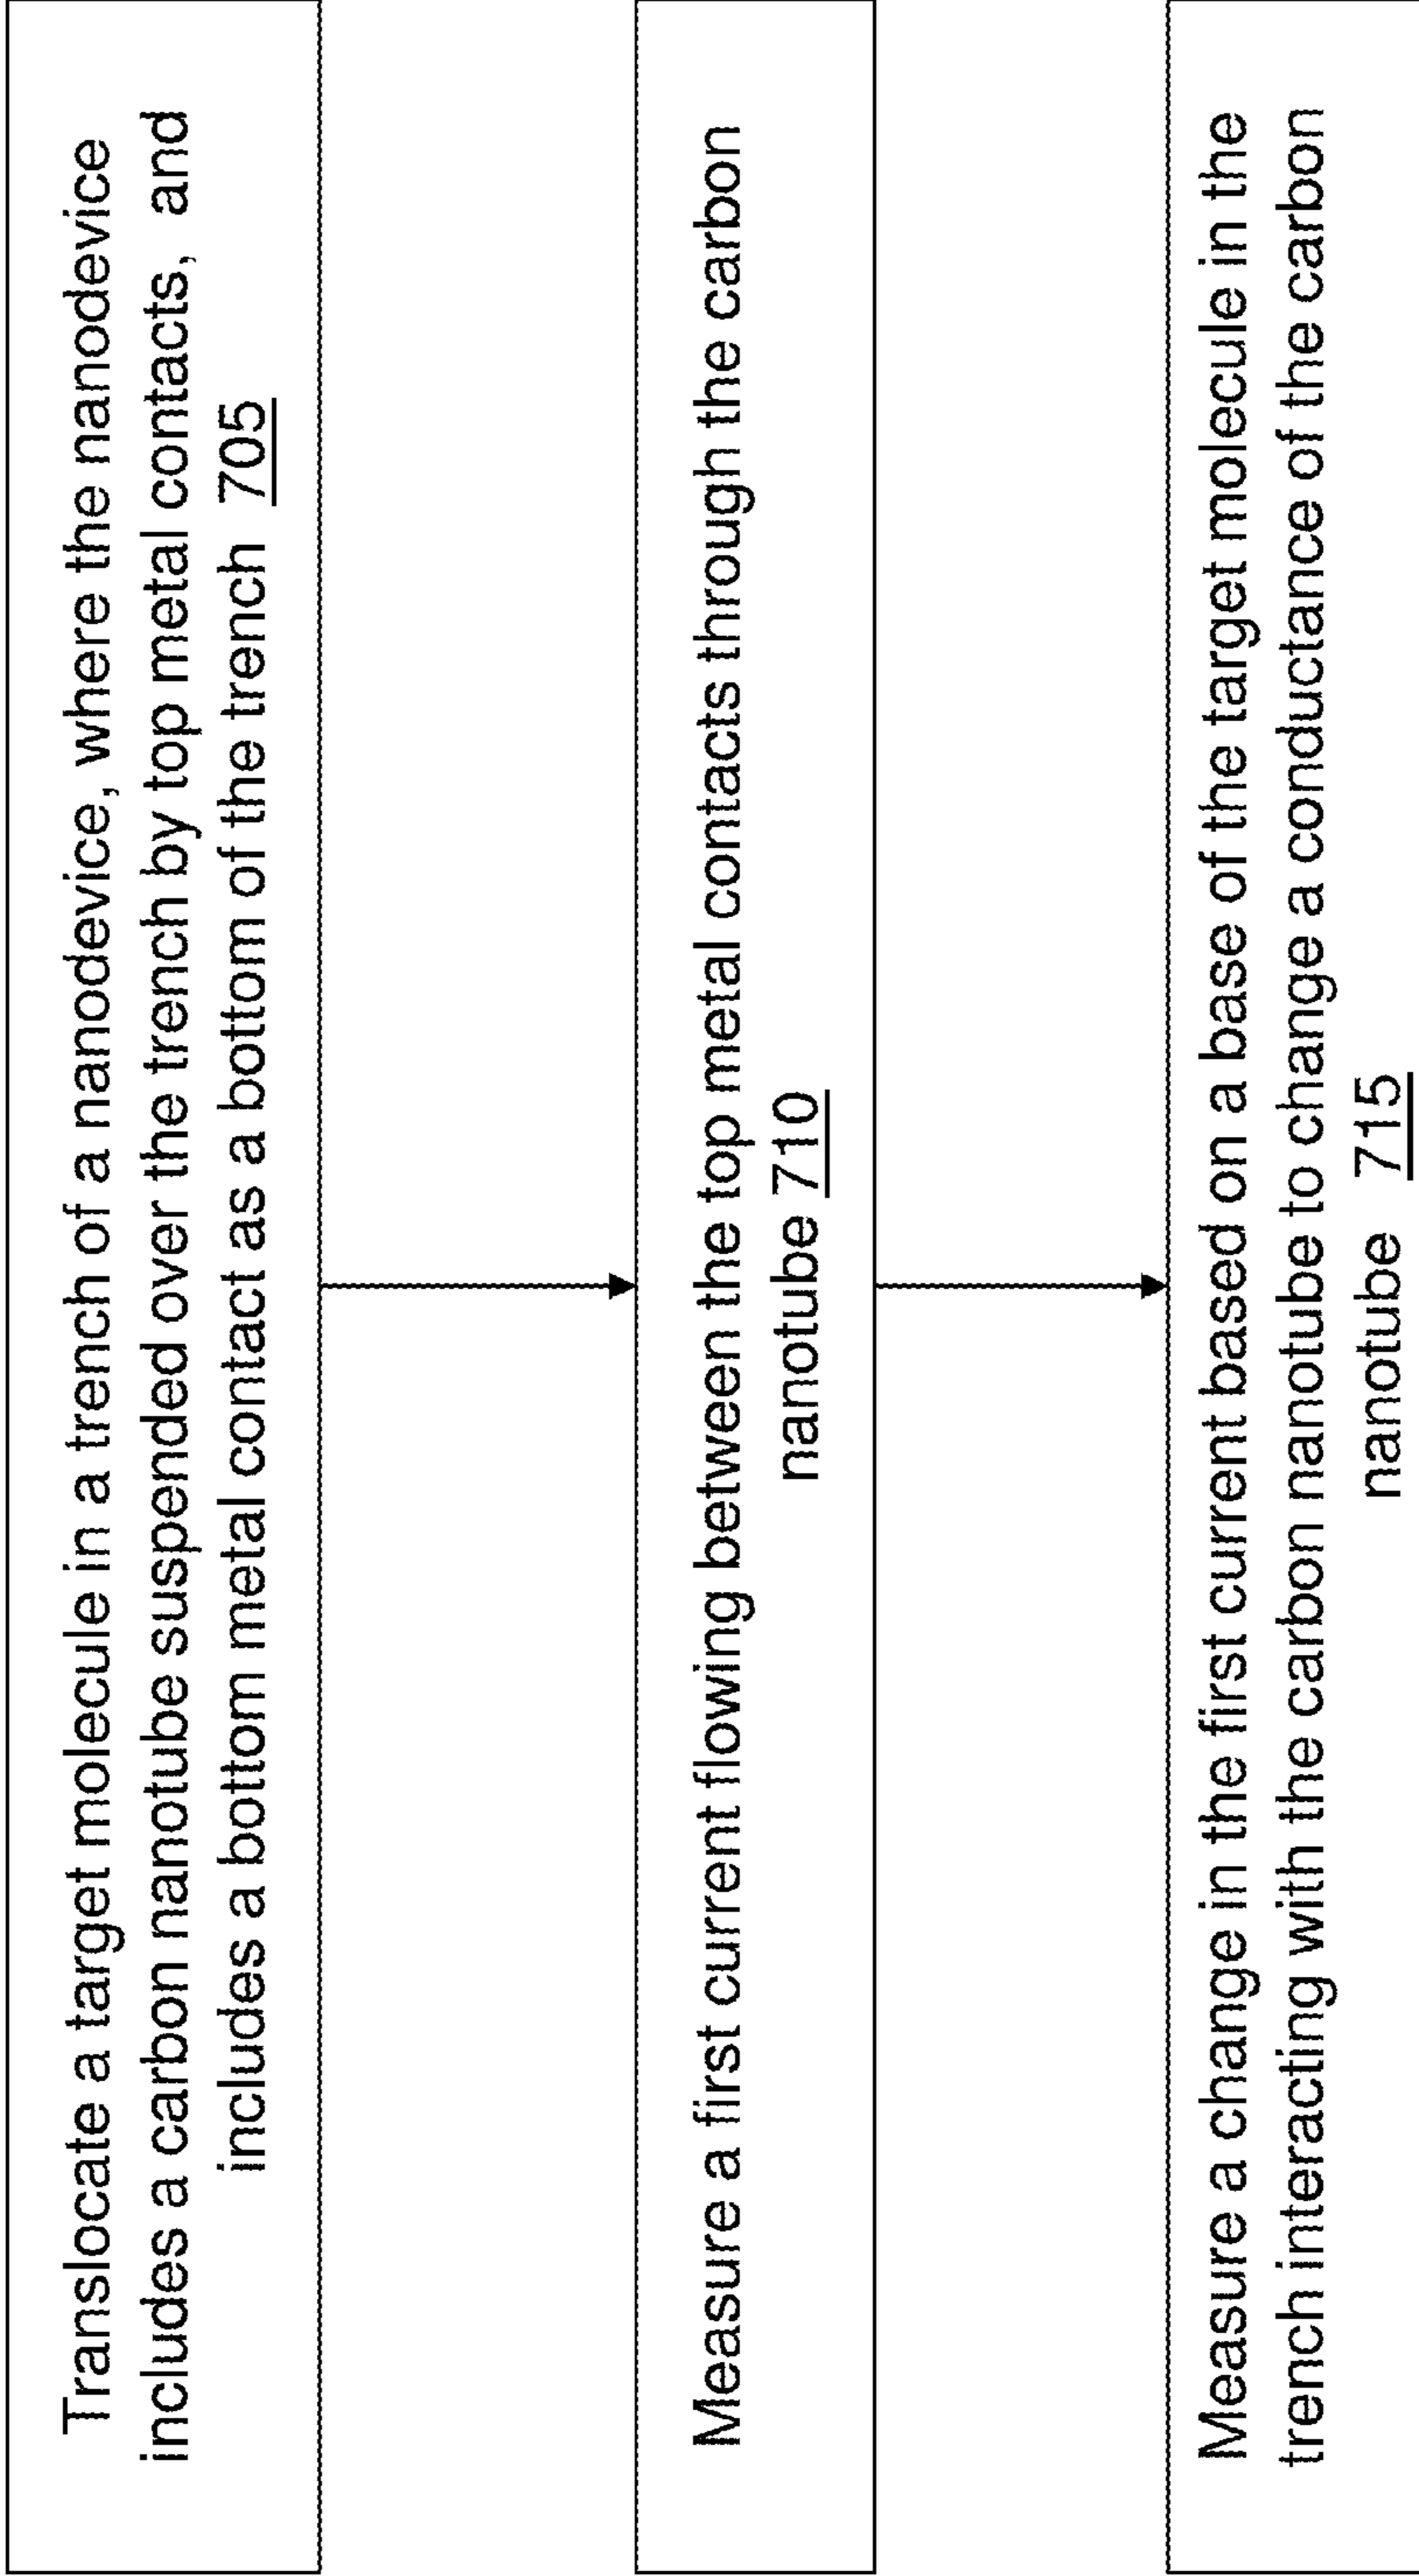 Translocate a target molecule in a trench of a nanodevice, where the nanodevice
includes a carbon nanotube suspended over the trench by top metal contacts, and
includes a bottom metal contact as a bottom of the trench 705
Measure a first current flowing between the top metal contacts through the carbon
nanotube 710
Measure a change in the first current based on a base of the target molecule in the
trench interacting with the carbon nanotube to change a conductance of the carbon
nanotube 715